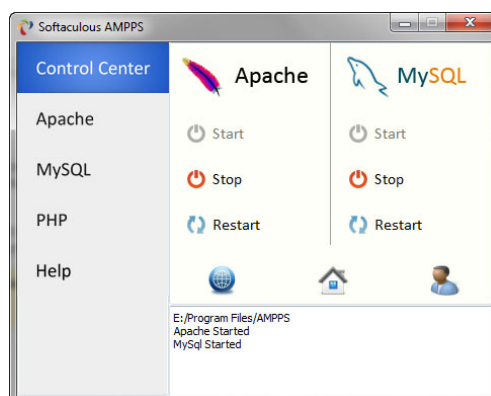 Softaculous AMPPS
Control Center
Apache
MySQL
PHP
Help
Apache
Start
Stop
Restart
MySQL
Start
Stop
Restart
E:/Program Files/AMPPS
Apache Started
MySql Started